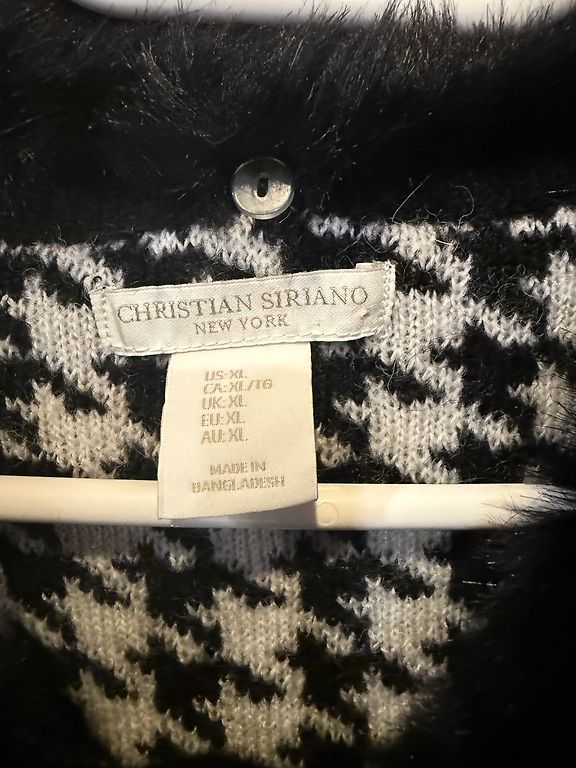 CHRISTIAN SIRIANO
NEW YORK
US: XL
CA: XL/TG
UK: XL
EU: XL
AU: XL
MADE IN
BANGLADESH